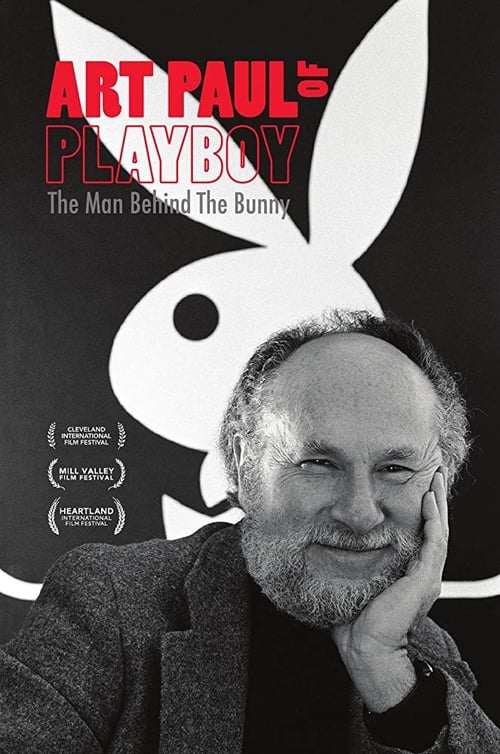 ART PAUL OF
PLAYBOY
The Man Behind The Bunny
CLEVELAND
INTERNATIONAL
FILM FESTIVAL
MILL VALLEY
FILM FESTIVAL
HEARTLAND
INTERNATIONAL
FILM FESTIVAL